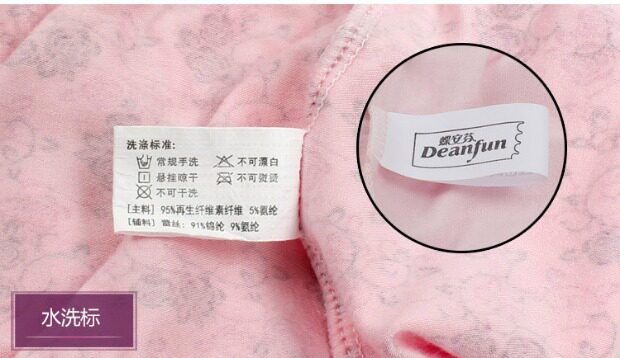 洗涤标准:
常规手洗 不可漂白
悬挂晾干 不可熨烫
不可干洗
[主料] 95%再生纤维素纤维 5%氨纶
[辅料] 蕾丝: 91%锦纶 9%氨纶
蝶安芬
Deanfun
水洗标